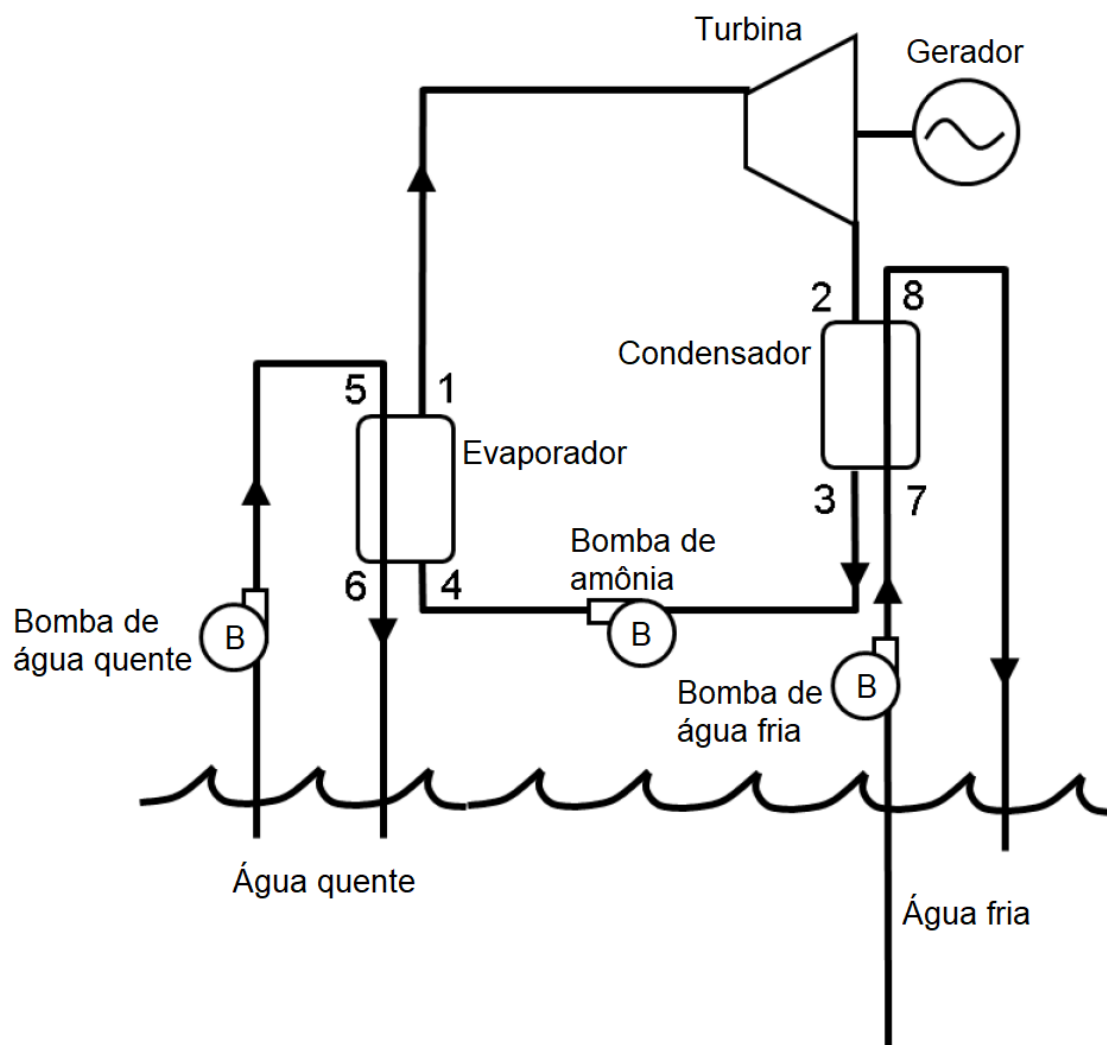 Turbina
Gerador
2
8
Condensador
5
1
Evaporador
3
7
Bomba de
amônia
6
4
B
Bomba de
água quente
B
Bomba de
água fria
B
Água quente
Água fria